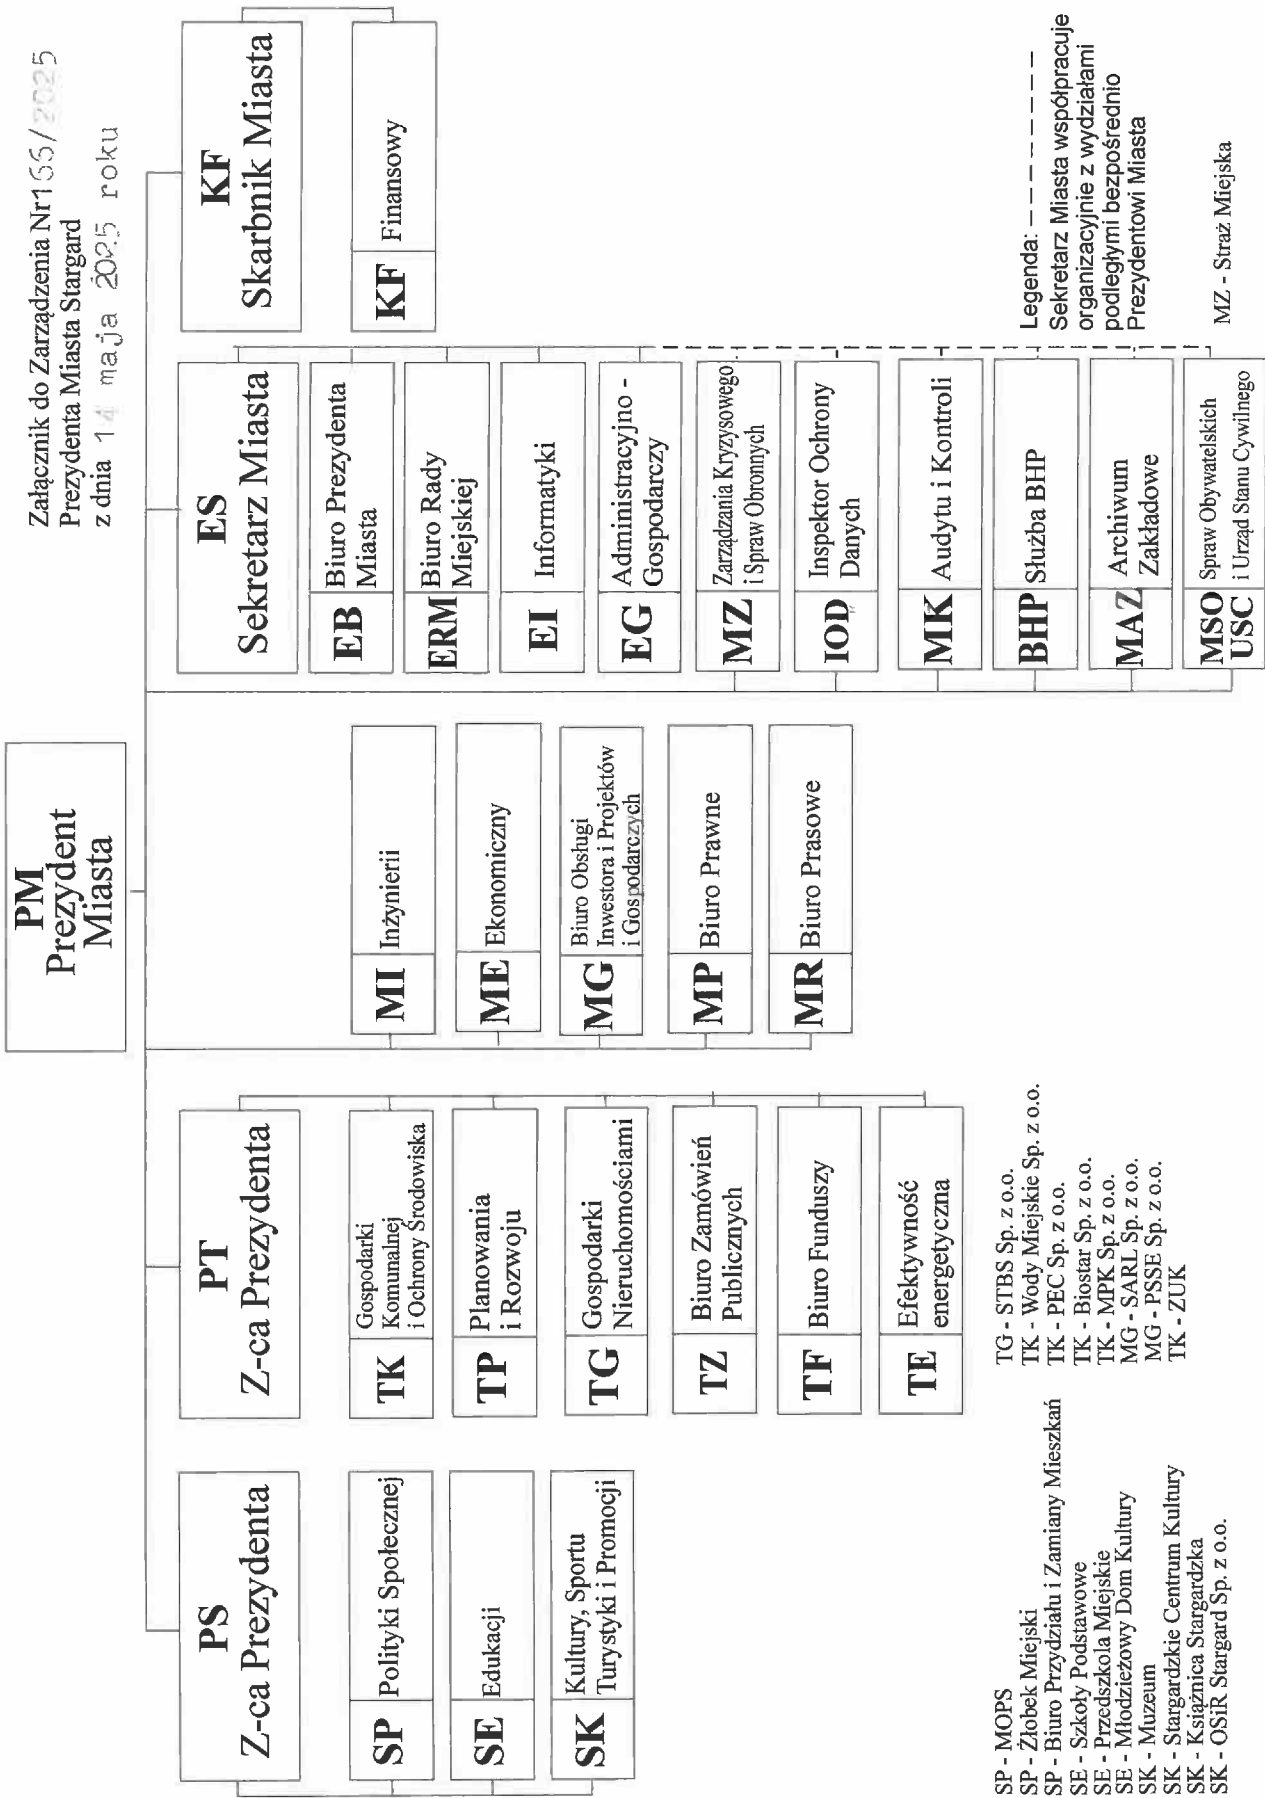 Załącznik do Zarządzenia Nr 166/2025
Prezydenta Miasta Stargard
z dnia 14 maja 2025 roku
PM
Prezydent
Miasta
PS
Z-ca Prezydenta
SP Polityki Społecznej
SE Edukacji
SK Kultury, Sportu
Turystyki i Promocji
PT
Z-ca Prezydenta
TK Gospodarki
Komunalnej
i Ochrony Środowiska
TP Planowania
i Rozwoju
TG Gospodarki
Nieruchomościami
TZ Biuro Zamówień
Publicznych
TF Biuro Funduszy
TE Efektywność
energetyczna
MI Inżynierii
ME Ekonomiczny
MG Biuro Obsługi
Inwestora i Projektów
i Gospodarczych
MP Biuro Prawne
MR Biuro Prasowe
ES
Sekretarz Miasta
EB Biuro Prezydenta
Miasta
ERM Biuro Rady
Miejskiej
EI Informatyki
EG Administracyjno -
Gospodarczy
MZ Zarządzania Kryzysowego
i Spraw Obronnych
IOD Inspektor Ochrony
Danych
MK Audytu i Kontroli
BHP Służba BHP
MAZ Archiwum
Zakładowe
MSO Spraw Obywatelskich
USC i Urząd Stanu Cywilnego
KF
Skarbnik Miasta
KF Finansowy
Legenda: ---------
Sekretarz Miasta współpracuje
organizacyjnie z wydziałami
podległymi bezpośrednio
Prezydentowi Miasta
MZ - Straż Miejska
SP - MOPS
SP - Żłobek Miejski
SP - Biuro Przydziału i Zamiany Mieszkań
SE - Szkoły Podstawowe
SE - Przedszkola Miejskie
SE - Młodzieżowy Dom Kultury
SK - Muzeum
SK - Stargardzkie Centrum Kultury
SK - Książnica Stargardzka
SK - OSiR Stargard Sp. z o.o.
TG - STBS Sp. z o.o.
TK - Wody Miejskie Sp. z o.o.
TK - PEC Sp. z o.o.
TK - Biostar Sp. z o.o.
TK - MPK Sp. z o.o.
MG - SARL Sp. z o.o.
MG - PSSE Sp. z o.o.
TK - ZUK